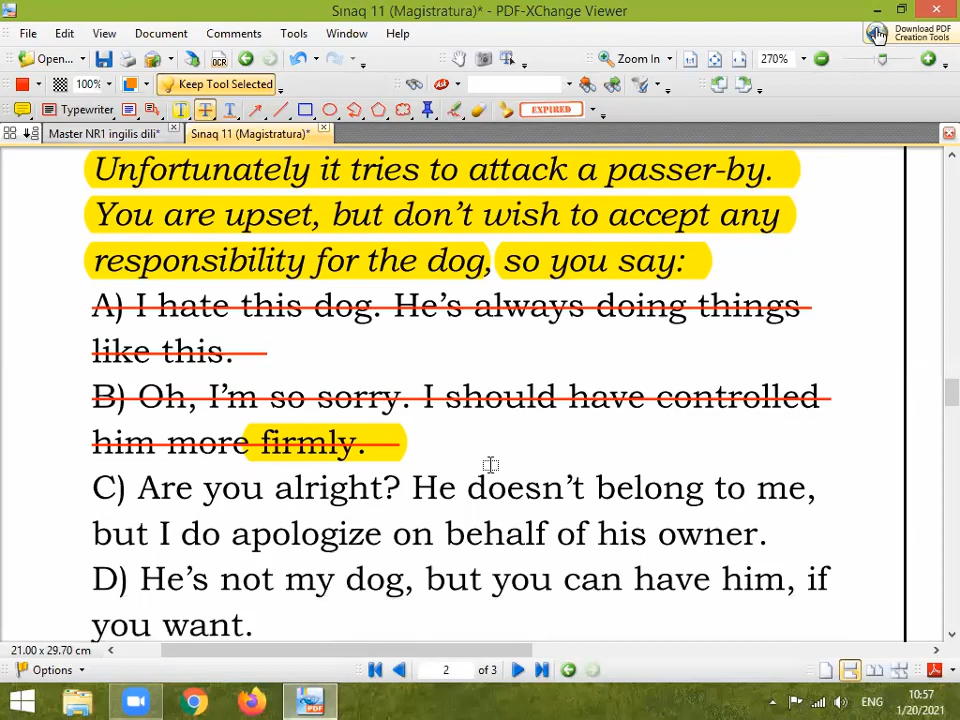 Sınaq 11 (Magistratura)* - PDF-XChange Viewer
File Edit View Document Comments Tools Window Help
Download PDF
Creation Tools
Open... OCR Zoom In 270%
100% Keep Tool Selected
Typewriter EXPIRED
Master NR1 ingilis dili* Sınaq 11 (Magistratura)*
Unfortunately it tries to attack a passer-by.
You are upset, but don't wish to accept any
responsibility for the dog, so you say:
A) I hate this dog. He's always doing things
like this.
B) Oh, I'm so sorry. I should have controlled
him more firmly.
C) Are you alright? He doesn't belong to me,
but I do apologize on behalf of his owner.
D) He's not my dog, but you can have him, if
you want.
21.00 x 29.70 cm
Options 2 of 3
ENG 10:57
1/20/2021